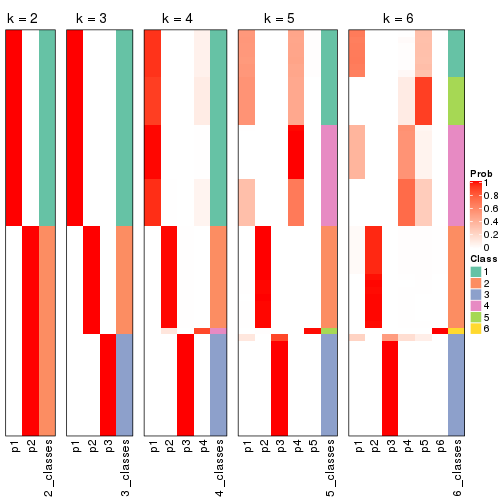 k = 2
k = 3
k = 4
k = 5
k = 6
Prob
1
0.8
0.6
0.4
0.2
0
Class
1
2
3
4
5
6
p1
p2
2_classes
p1
p2
p3
3_classes
p1
p2
p3
p4
4_classes
p1
p2
p3
p4
p5
5_classes
p1
p2
p3
p4
p5
p6
6_classes